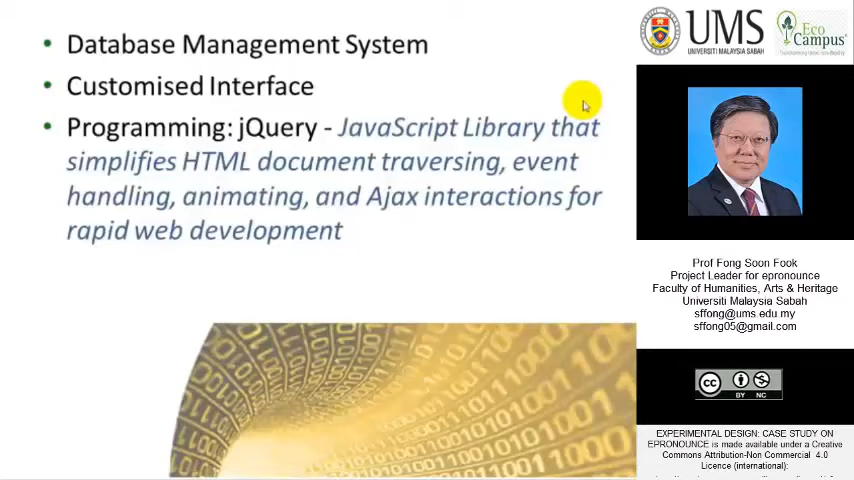 • Database Management System
• Customised Interface
• Programming: jQuery - JavaScript Library that
simplifies HTML document traversing, event
handling, animating, and Ajax interactions for
rapid web development
UMS
UNIVERSITI MALAYSIA SABAH
Eco
Campus
Prof Fong Soon Fook
Project Leader for epronounce
Faculty of Humanities, Arts & Heritage
Universiti Malaysia Sabah
sffong@ums.edu.my
sffong05@gmail.com
cc
BY NC
EXPERIMENTAL DESIGN: CASE STUDY ON
EPRONOUNCE is made available under a Creative
Commons Attribution-Non Commercial 4.0
Licence (international):